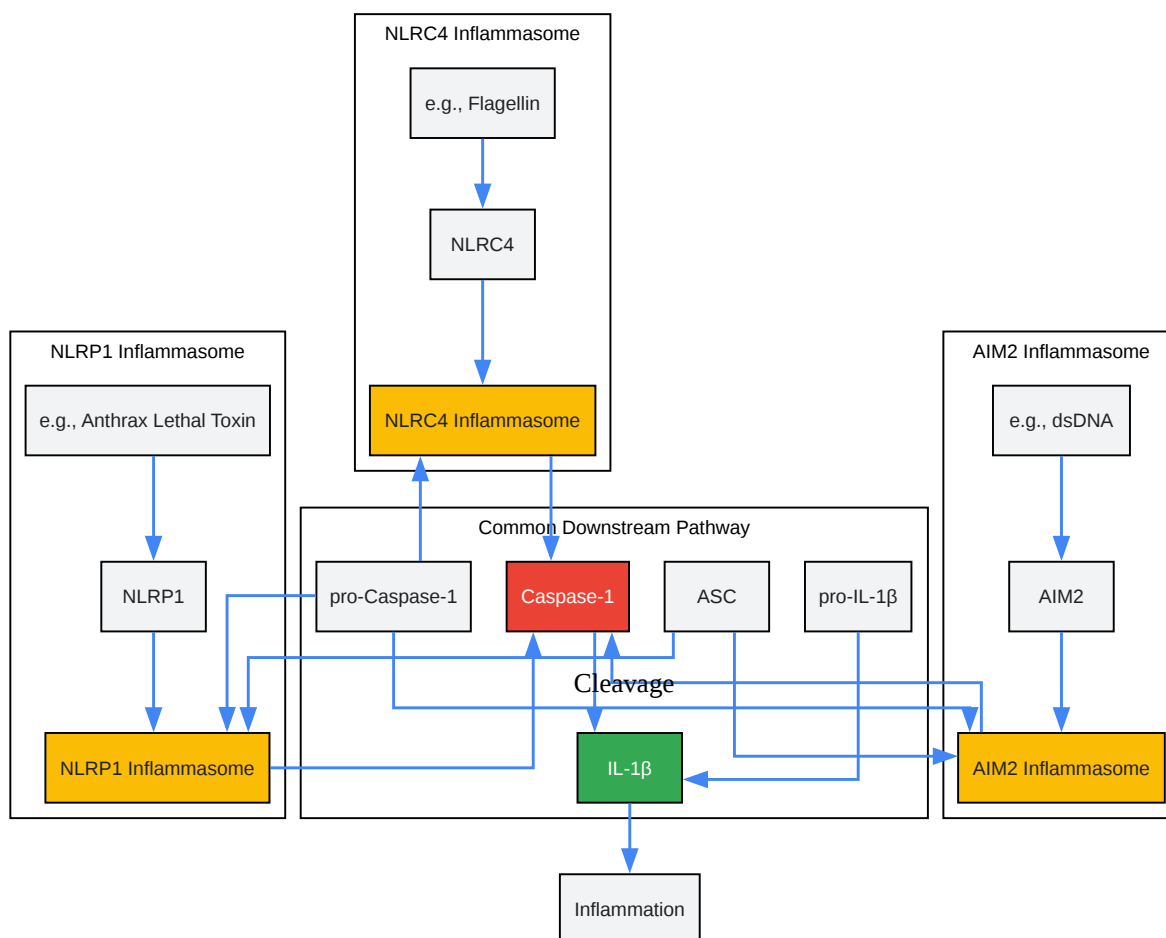 NLRC4 Inflammasome
e.g., Flagellin
NLRC4
NLRP1 Inflammasome
AIM2 Inflammasome
e.g., Anthrax Lethal Toxin
NLRC4 Inflammasome
e.g., dsDNA
Common Downstream Pathway
NLRP1
pro-Caspase-1
Caspase-1
ASC
pro-IL-1β
AIM2
Cleavage
NLRP1 Inflammasome
IL-1β
AIM2 Inflammasome
Inflammation